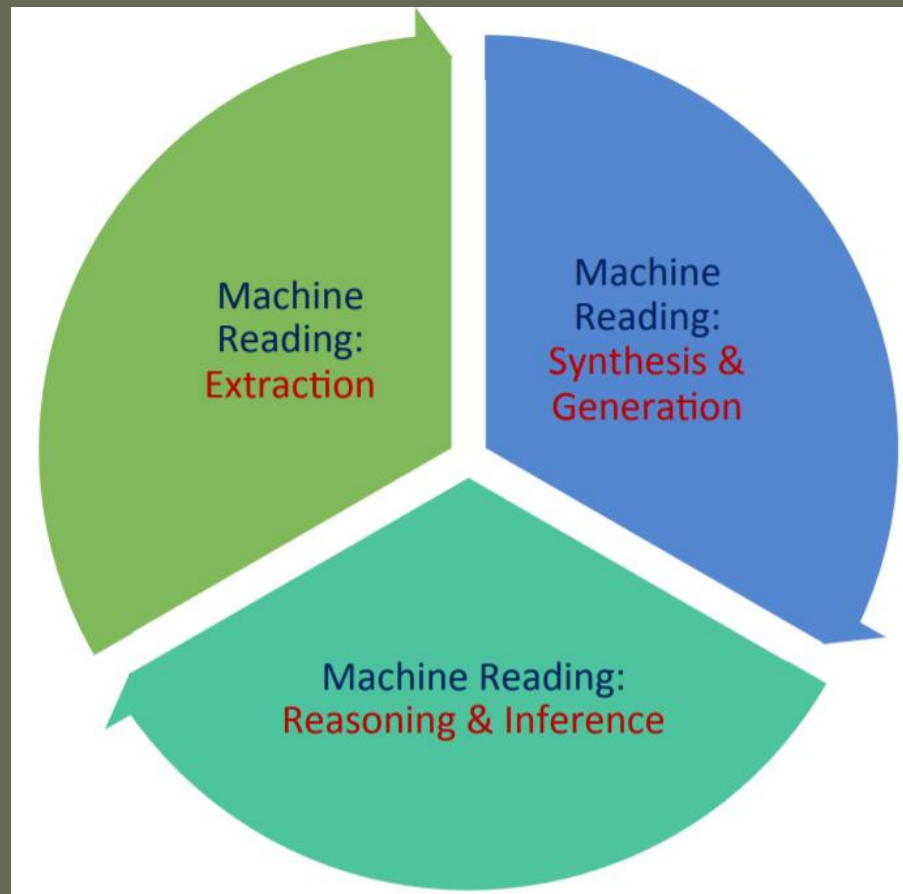 Machine
Reading:
Extraction
Machine
Reading:
Synthesis &
Generation
Machine Reading:
Reasoning & Inference